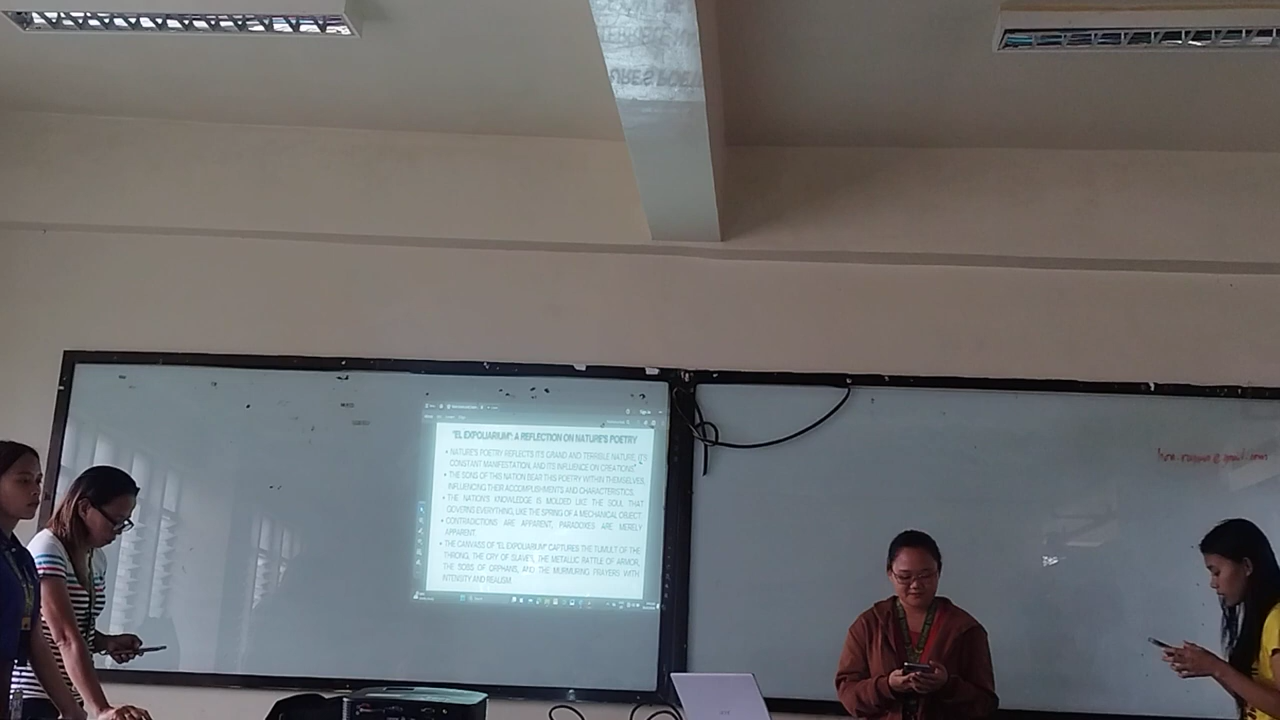 "EL EXPOLIARIUM": A REFLECTION ON NATURE'S POETRY
• NATURE'S POETRY REFLECTS ITS GRAND AND TERRIBLE NATURE, ITS
CONSTANT MANIFESTATION, AND ITS INFLUENCE ON CREATIONS."
• THE SONS OF THIS NATION BEAR THIS POETRY WITHIN THEMSELVES,
INFLUENCING THEIR ACCOMPLISHMENTS AND CHARACTERISTICS.
• THE NATION'S KNOWLEDGE IS MOLDED LIKE THE SOUL THAT
GOVERNS EVERYTHING, LIKE THE SPRING OF A MECHANICAL OBJECT.
• CONTRADICTIONS ARE APPARENT, PARADOXES ARE MERELY
APPARENT.
• THE CANVASS OF "EL EXPOLIARIUM" CAPTURES THE TUMULT OF THE
THRONG, THE CRY OF SLAVE'S, THE METALLIC RATTLE OF ARMOR,
THE SOBS OF ORPHANS, AND THE MURMURING PRAYERS WITH
INTENSITY AND REALISM.